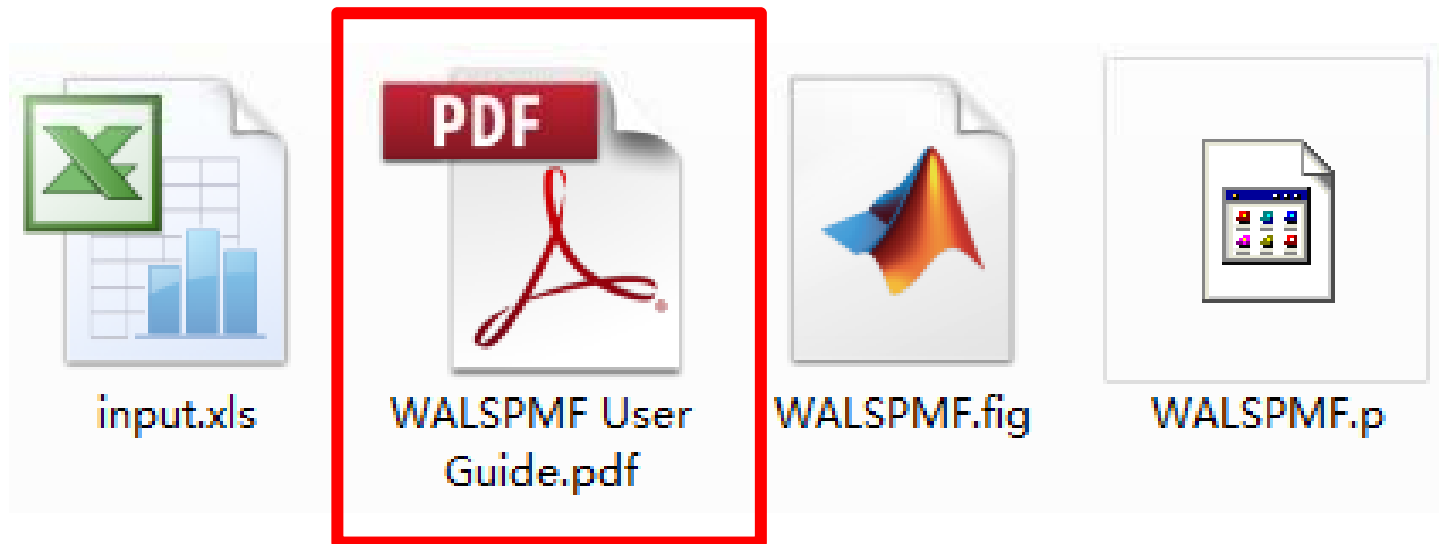 PDF
input.xls
WALSPMF User
Guide.pdf
WALSPMF.fig
WALSPMF.p